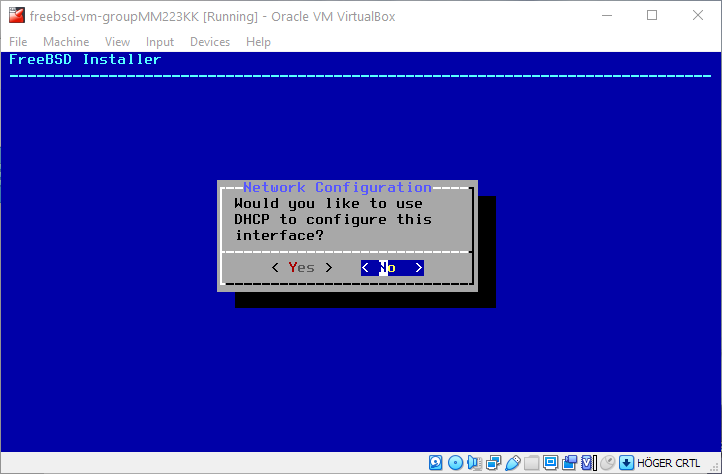 freebsd-vm-groupMM223KK [Running] - Oracle VM VirtualBox
File Machine View Input Devices Help
FreeBSD Installer
Network Configuration
Would you like to use
DHCP to configure this
interface?
< Yes > < No >
HÖGER CRTL